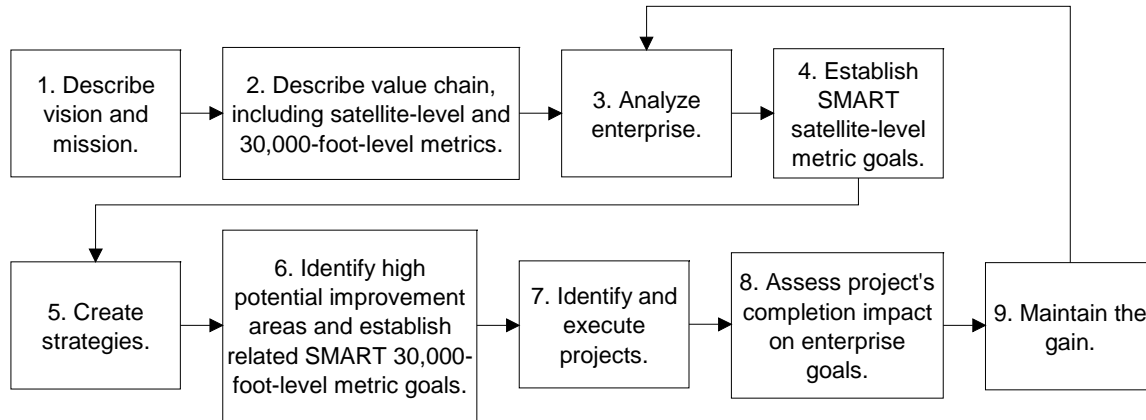 1. Describe
vision and
mission.
2. Describe value chain,
including satellite-level and
30,000-foot-level metrics.
3. Analyze
enterprise.
4. Establish
SMART
satellite-level
metric goals.
5. Create
strategies.
6. Identify high
potential improvement
areas and establish
related SMART 30,000-
foot-level metric goals.
7. Identify and
execute
projects.
8. Assess project's
completion impact
on enterprise
goals.
9. Maintain the
gain.